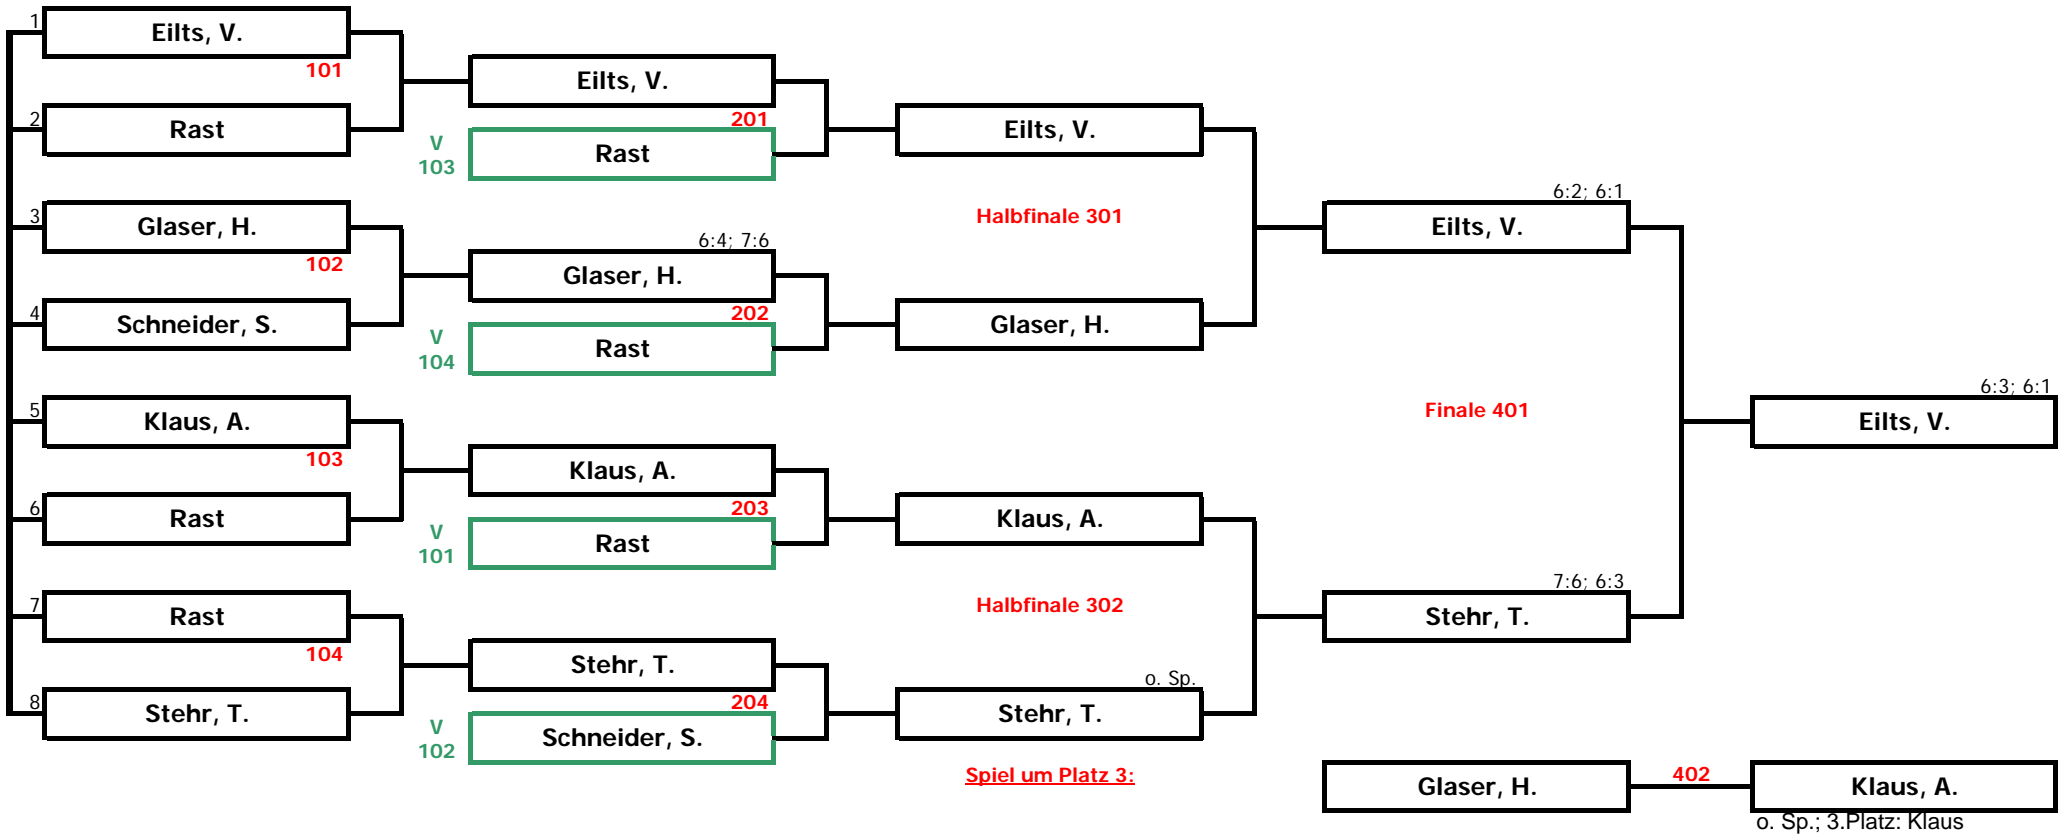 1
Eilts, V.
101
2
Rast
3
Glaser, H.
102
4
Schneider, S.
5
Klaus, A.
103
6
Rast
7
Rast
104
8
Stehr, T.
Eilts, V.
201
V
103
Rast
6:4; 7:6
Glaser, H.
202
V
104
Rast
Klaus, A.
203
V
101
Rast
Stehr, T.
204
V
102
Schneider, S.
Eilts, V.
Halbfinale 301
Glaser, H.
Klaus, A.
Halbfinale 302
o. Sp.
Stehr, T.
Spiel um Platz 3:
6:2; 6:1
Eilts, V.
Finale 401
7:6; 6:3
Stehr, T.
6:3; 6:1
Eilts, V.
Glaser, H.
402
Klaus, A.
o. Sp.; 3.Platz: Klaus